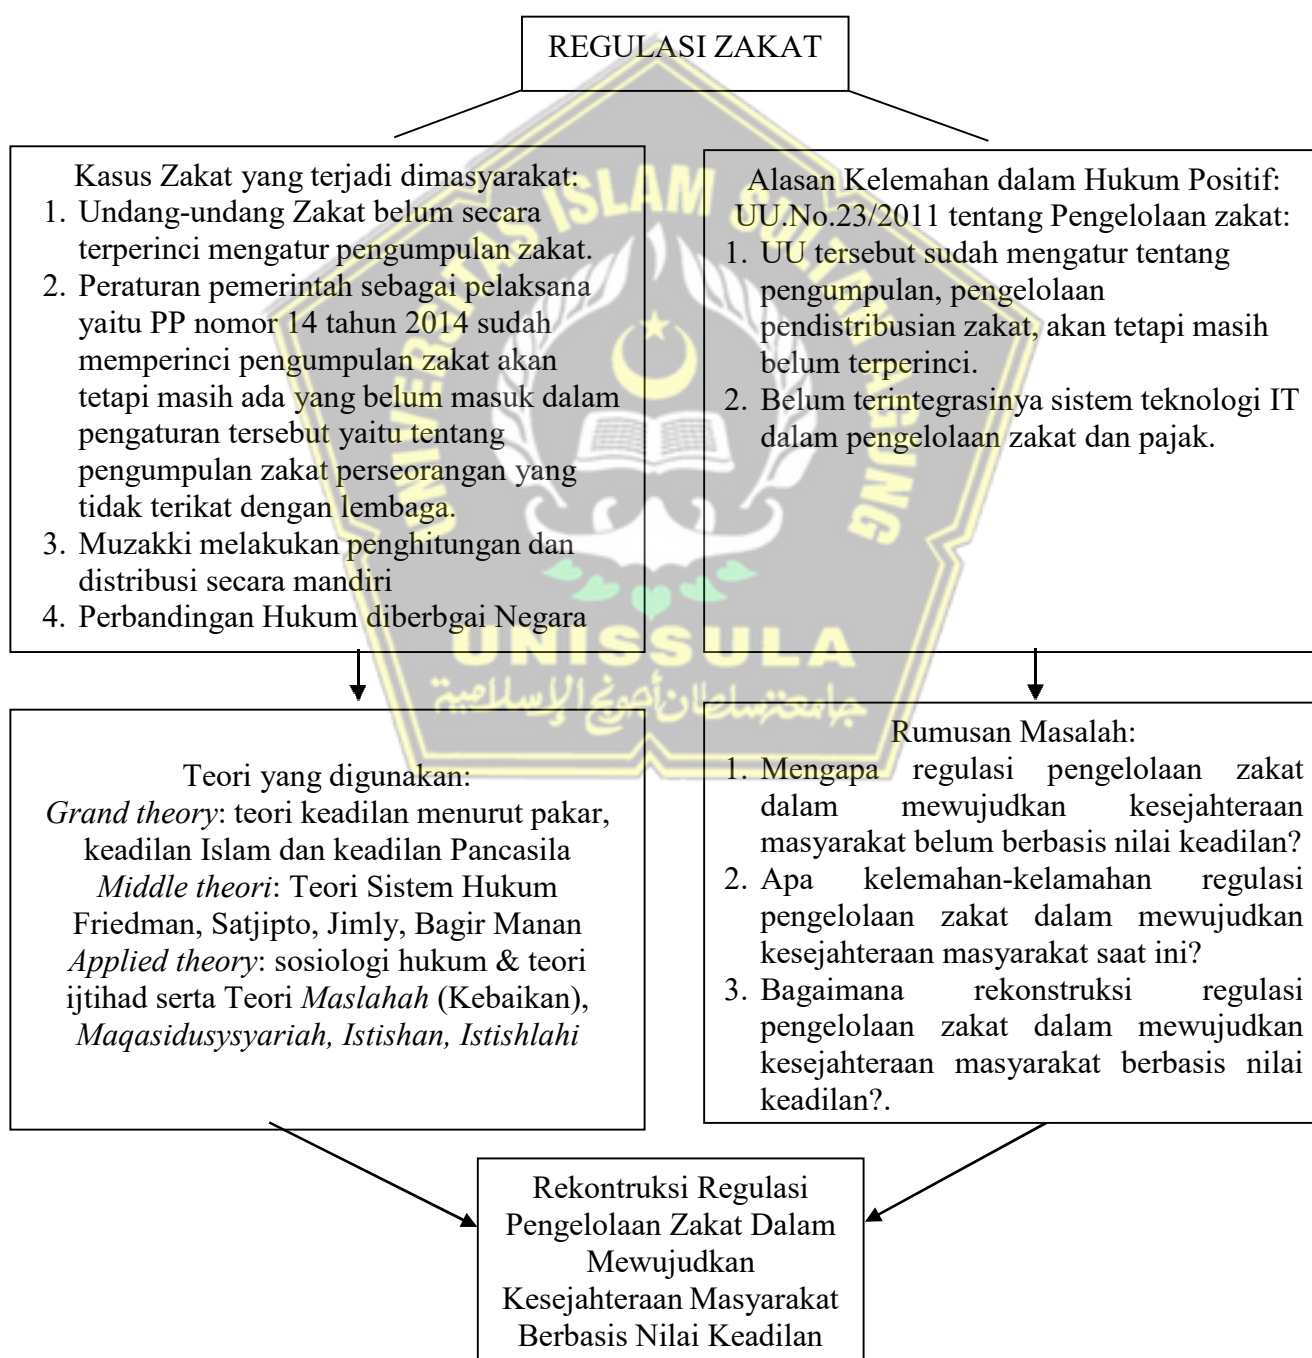 REGULASI ZAKAT
Kasus Zakat yang terjadi dimasyarakat:
1. Undang-undang Zakat belum secara
terperinci mengatur pengumpulan zakat.
2. Peraturan pemerintah sebagai pelaksana
yaitu PP nomor 14 tahun 2014 sudah
memperinci pengumpulan zakat akan
tetapi masih ada yang belum masuk dalam
pengaturan tersebut yaitu tentang
pengumpulan zakat perseorangan yang
tidak terikat dengan lembaga.
3. Muzakki melakukan penghitungan dan
distribusi secara mandiri
4. Perbandingan Hukum diberbgai Negara
Alasan Kelemahan dalam Hukum Positif:
UU.No.23/2011 tentang Pengelolaan zakat:
1. UU tersebut sudah mengatur tentang
pengumpulan, pengelolaan
pendistribusian zakat, akan tetapi masih
belum terperinci.
2. Belum terintegrasinya sistem teknologi IT
dalam pengelolaan zakat dan pajak.
Teori yang digunakan:
Grand theory: teori keadilan menurut pakar,
keadilan Islam dan keadilan Pancasila
Middle theori: Teori Sistem Hukum
Friedman, Satjipto, Jimly, Bagir Manan
Applied theory: sosiologi hukum & teori
ijtihad serta Teori Maslahah (Kebaikan),
Maqasidusysyariah, Istishan, Istishlahi
Rumusan Masalah:
1. Mengapa regulasi pengelolaan zakat
dalam mewujudkan kesejahteraan
masyarakat belum berbasis nilai keadilan?
2. Apa kelemahan-kelamahan regulasi
pengelolaan zakat dalam mewujudkan
kesejahteraan masyarakat saat ini?
3. Bagaimana rekonstruksi regulasi
pengelolaan zakat dalam mewujudkan
kesejahteraan masyarakat berbasis nilai
keadilan?.
Rekontruksi Regulasi
Pengelolaan Zakat Dalam
Mewujudkan
Kesejahteraan Masyarakat
Berbasis Nilai Keadilan
UNIVERSITAS ISLAM SULTAN AGUNG
UNISSULA
جامعة سلطان أجونج الإسلامية